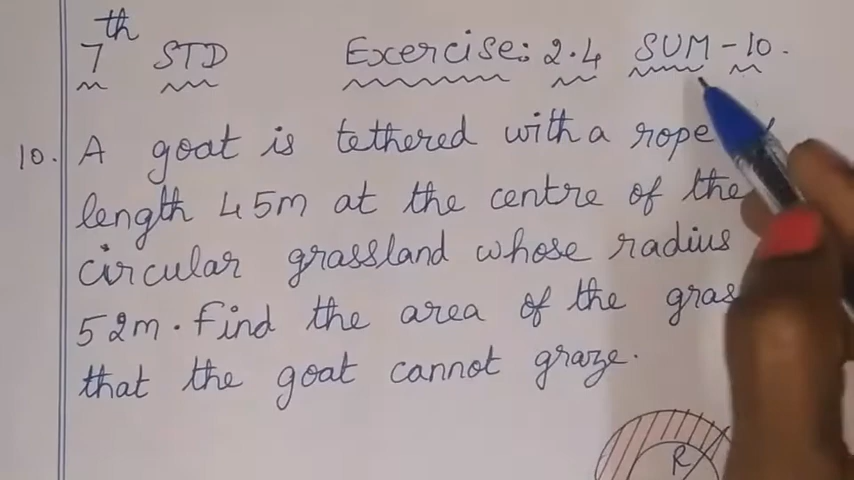 7th STD Exercise: 2.4 SUM-10.
10. A goat is tethered with a rope
length 45m at the centre of the
circular grassland whose radius
52m. Find the area of the
that the goat cannot graze.
R